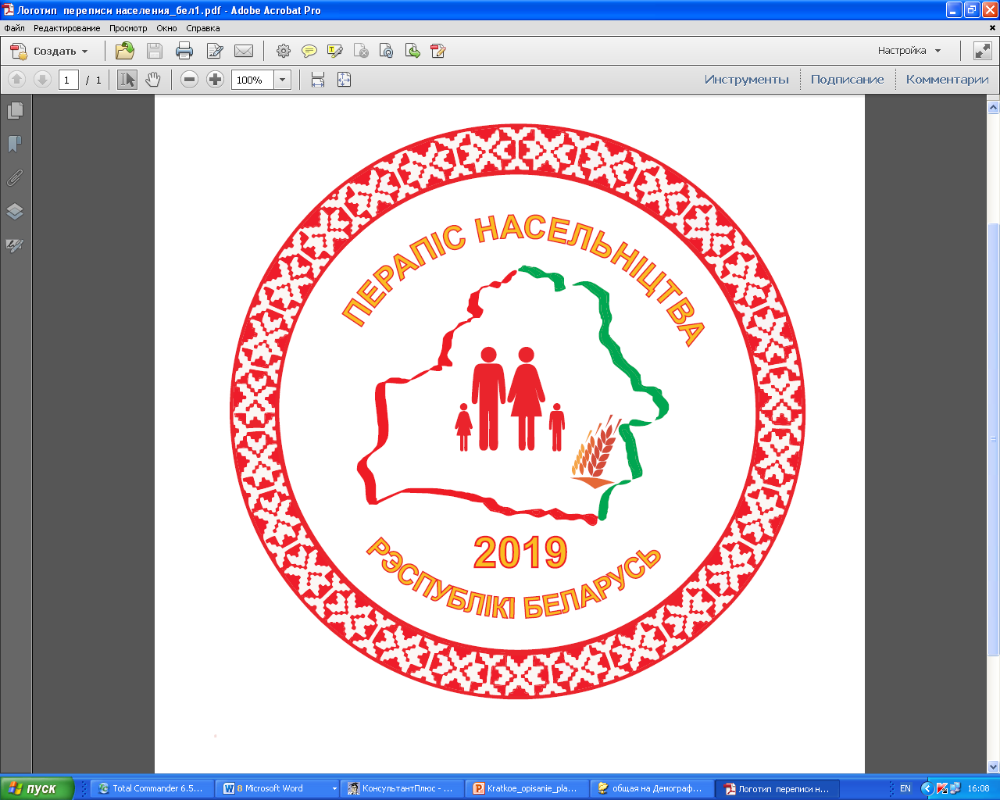 Логотип переписи населения_бел1.pdf - Adobe Acrobat Pro
Файл Редактирование Просмотр Окно Справка
Создать
Настройка
1 / 1
100%
Инструменты Подписание Комментарии
ПЕРАПІС НАСЕЛЬНІЦТВА
2019
РЭСПУБЛІКІ БЕЛАРУСЬ
пуск
Total Commander 6.5...
8 Microsoft Word
КонсультантПлюс - ...
Kratkoe_opisanie_pla...
общая на Демограф...
Логотип переписи н...
EN
16:08